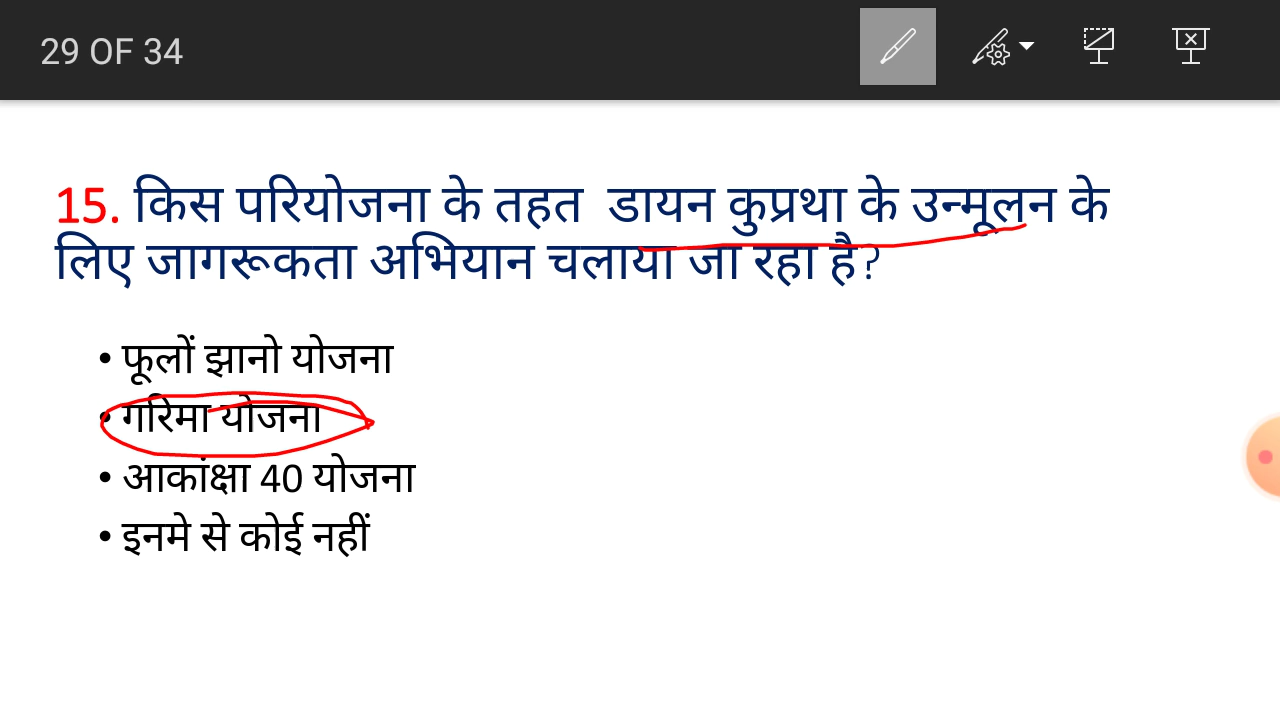 29 OF 34
15. किस परियोजना के तहत डायन कुप्रथा के उन्मूलन के
लिए जागरूकता अभियान चलाया जा रहा है?
• फूलों झानो योजना
• गरिमा योजना
• आकांक्षा 40 योजना
• इनमे से कोई नहीं